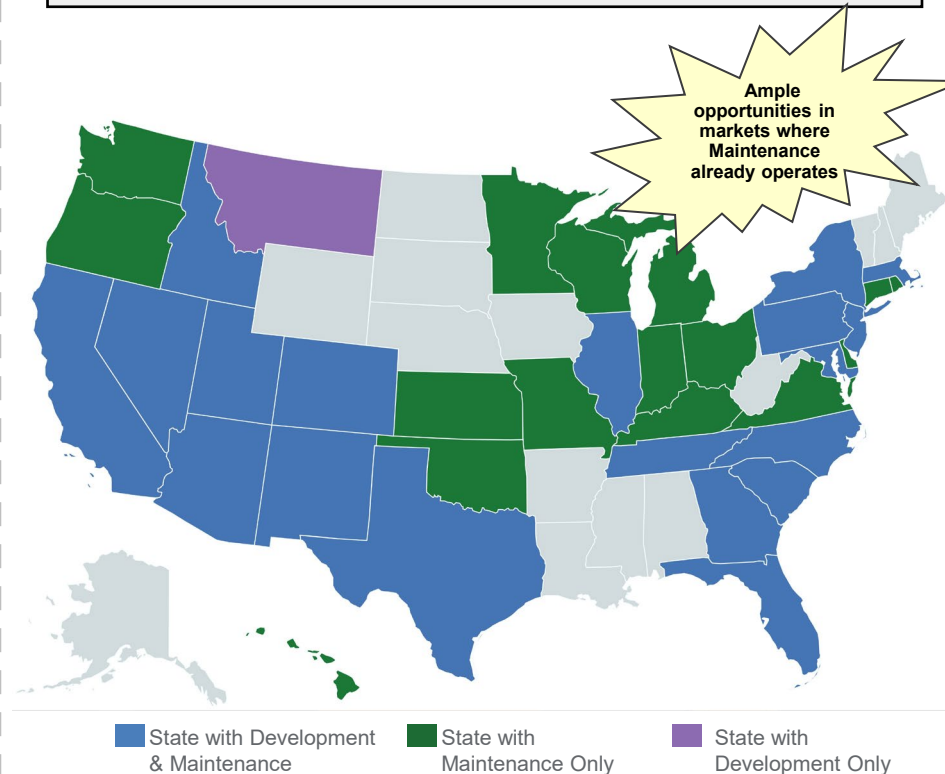 Ample
opportunities in
markets where
Maintenance
already operates
State with Development
& Maintenance
State with
Maintenance Only
State with
Development Only